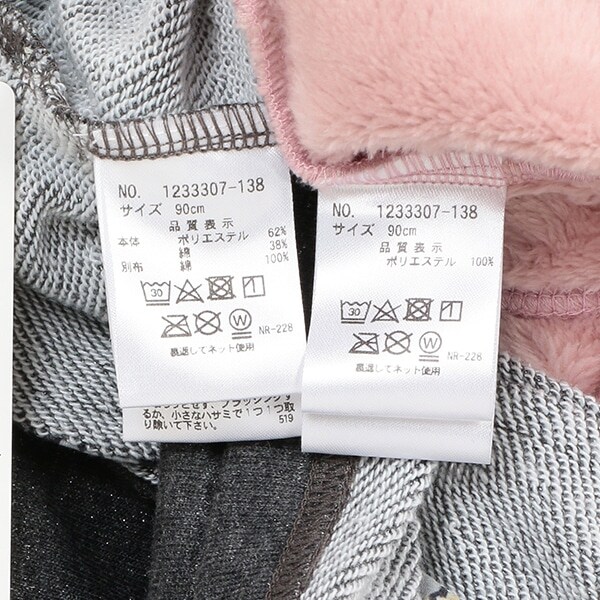 NO. 1233307-138
サイズ 90cm
品質表示
本体 ポリエステル 62%
綿 38%
別布 綿 100%
30
W
NR-228
裏返してネット使用
るか、小さなハサミで1つ1つ取
り除いて下さい。 519
NO. 1233307-138
サイズ 90cm
品質表示
ポリエステル 100%
30
W
NR-228
裏返してネット使用